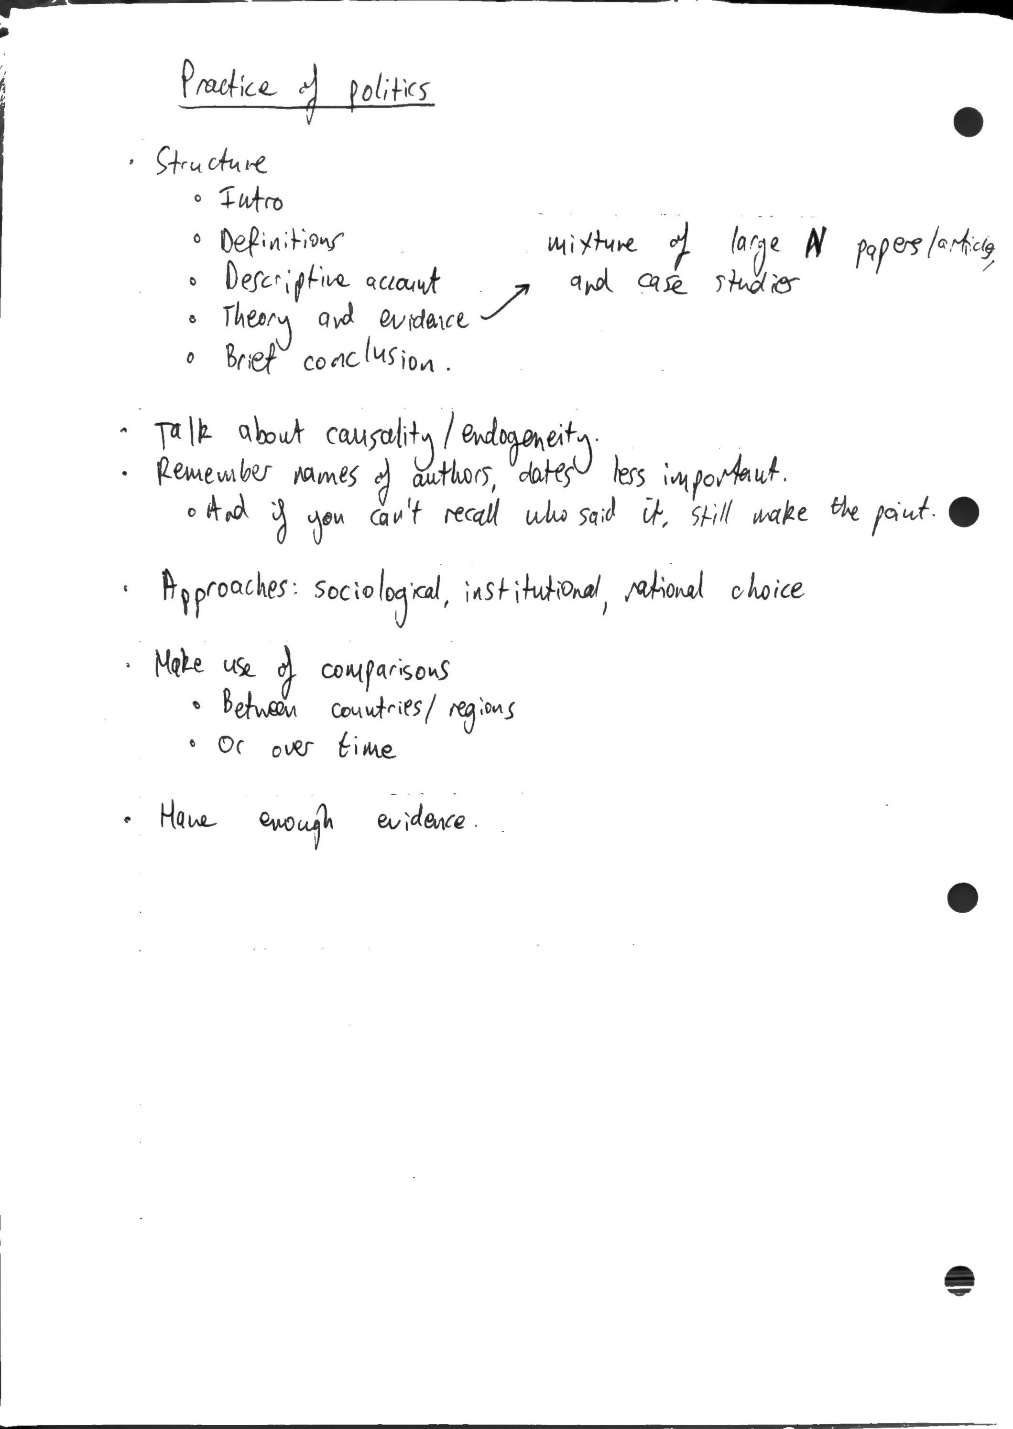 Practice of politics
• Structure
◦ Intro
◦ Definitions
◦ Descriptive account
◦ Theory and evidence ↗ mixture of large N papers/articles,
and case studies
◦ Brief conclusion.
• Talk about causality/endogeneity.
• Remember names of authors, dates less important.
◦ And if you can't recall who said it, still make the point.
• Approaches: sociological, institutional, rational choice
• Make use of comparisons
◦ Between countries/ regions
◦ Or over time
• Have enough evidence.